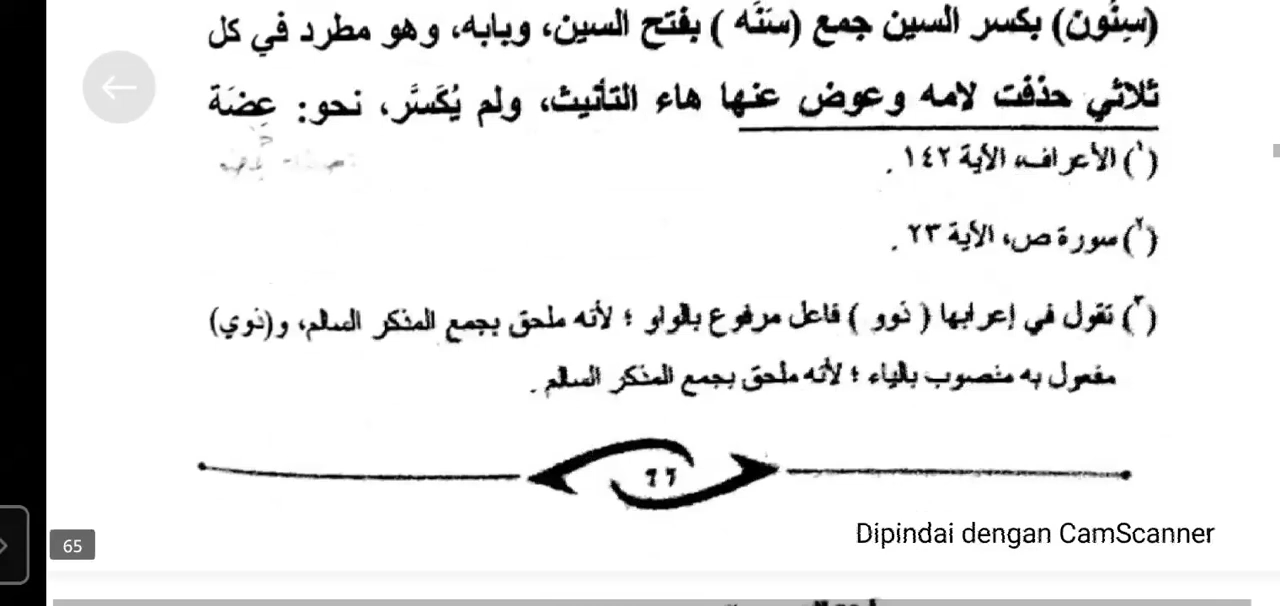 (سِنُون) بكسر السين جمع (سَنَه ) بفتح السين، وبابه، وهو مطرد في كل
ثلاثي حذفت لامه وعوض عنها هاء التأنيث، ولم يُكَسَّر، نحو: عضَة
(١) الأعراف، الآية ١٤٢ .
(٢) سورة ص، الآية ٢٣ .
(٣) تقول في إعرابها ( ذوو ) فاعل مرفوع بالواو ؛ لأنه ملحق بجمع المذكر السالم، و(ذوي)
مفعول به منصوب بالياء ؛ لأنه ملحق بجمع المذكر السالم .
٦٦
Dipindai dengan CamScanner
65